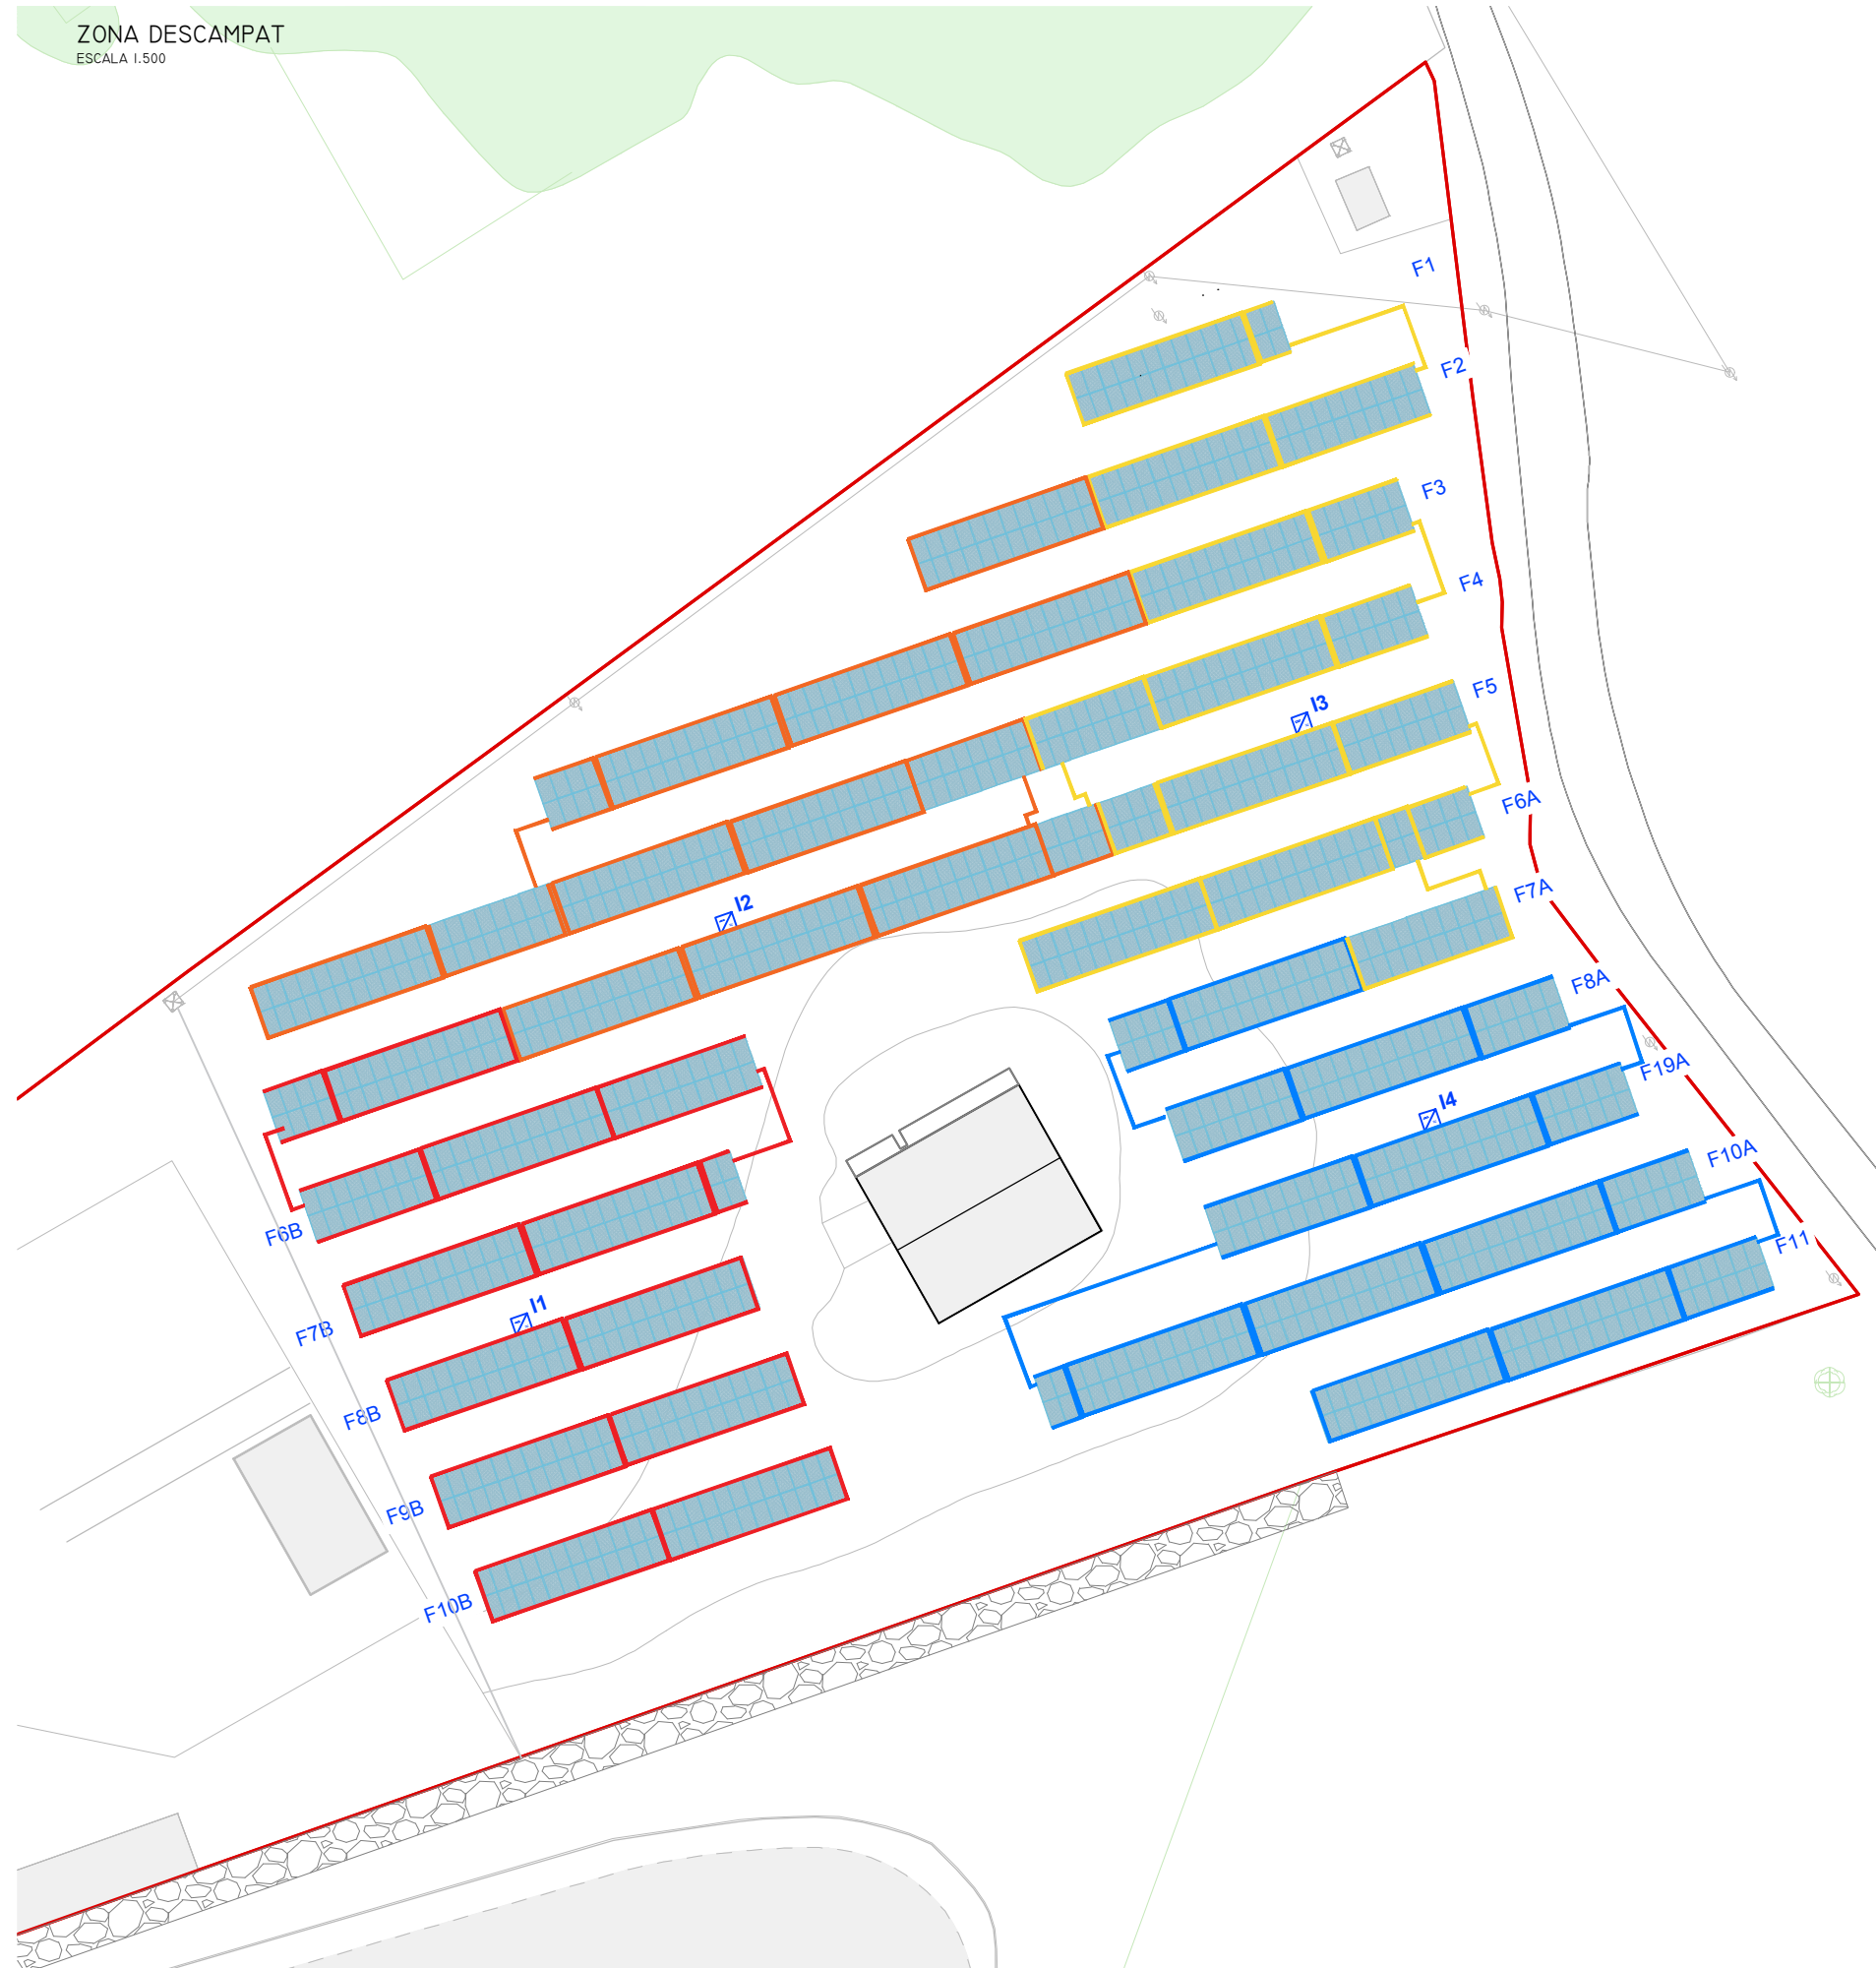 ZONA DESCAMPAT
ESCALA 1.500
F1
F2
F3
F4
I3
F5
F6A
F7A
I2
F8A
F19A
I4
F10A
F6B
F11
I1
F7B
F8B
F9B
F10B